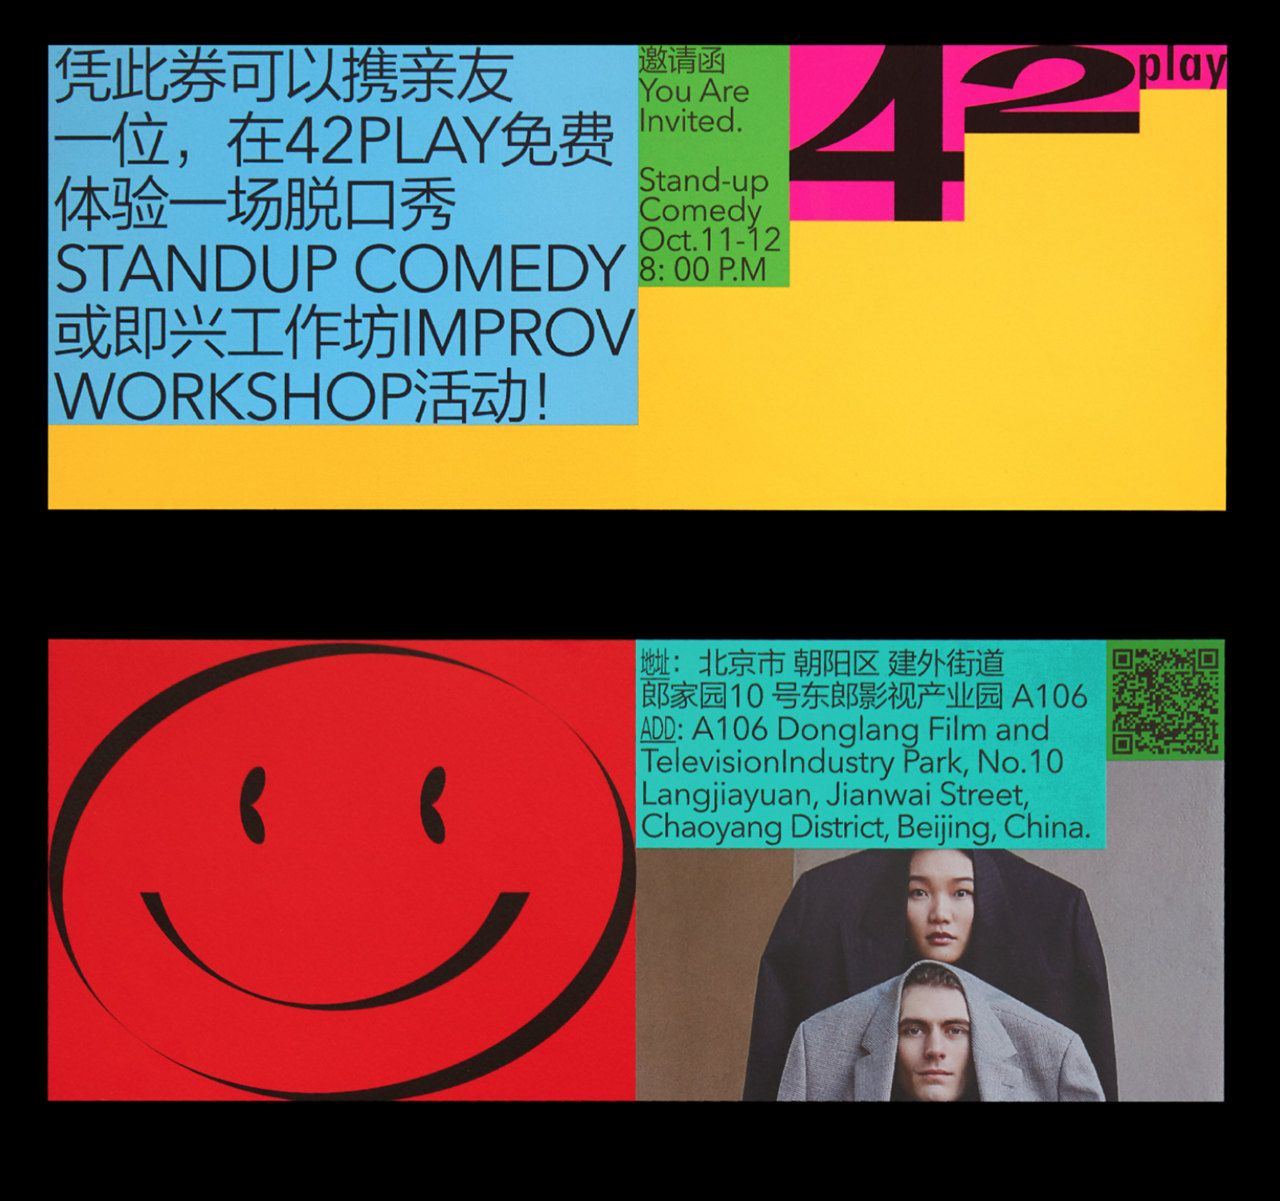 凭此券可以携亲友
一位，在42PLAY免费
体验一场脱口秀
STANDUP COMEDY
或即兴工作坊IMPROV
WORKSHOP活动！
邀请函
You Are
Invited.
Stand-up
Comedy
Oct.11-12
8: 00 P.M
42
play
地址：北京市 朝阳区 建外街道
郎家园10 号东郎影视产业园 A106
ADD: A106 Donglang Film and
TelevisionIndustry Park, No.10
Langjiayuan, Jianwai Street,
Chaoyang District, Beijing, China.